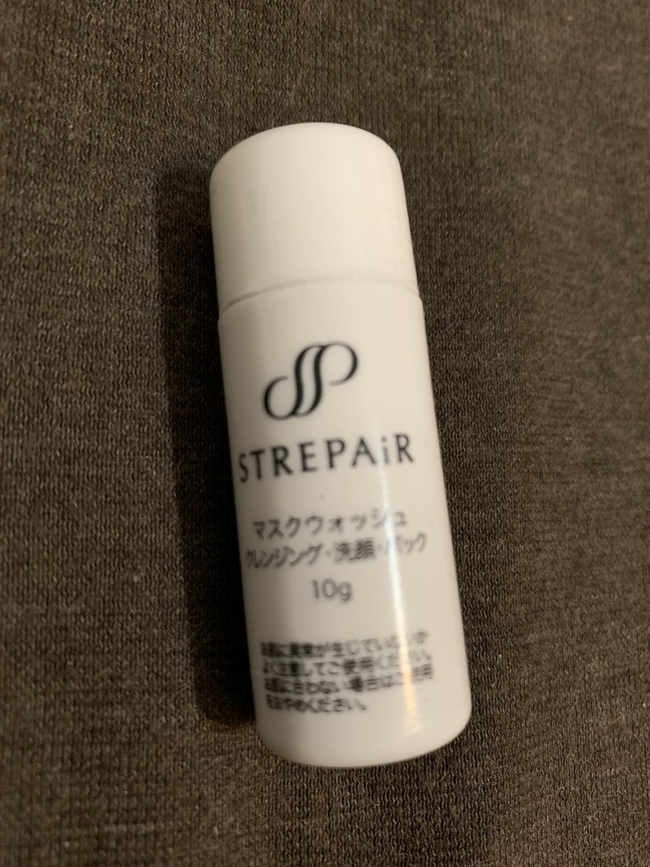 STREPAiR
マスクウォッシュ
クレンジング・洗顔・パック
10g
お肌に異常が生じていないか
よく注意してご使用ください。
お肌に合わない場合はご使用
をおやめください。